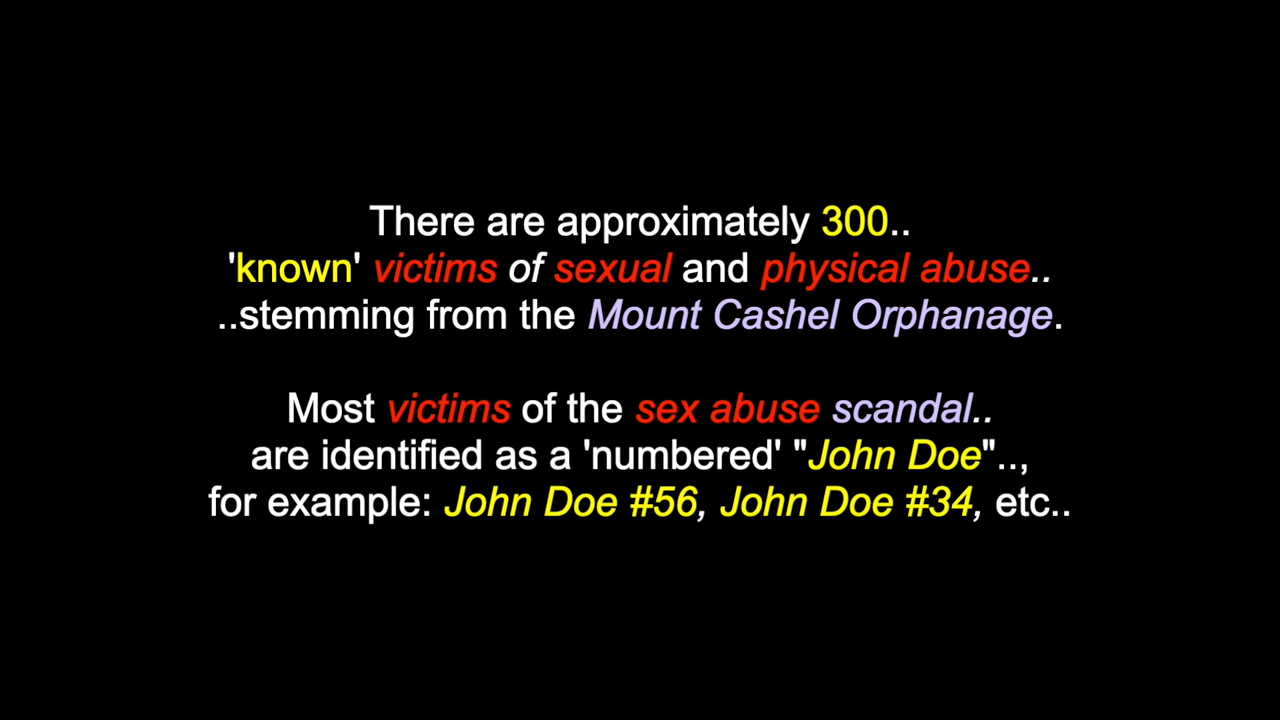 There are approximately 300..
'known' victims of sexual and physical abuse..
..stemming from the Mount Cashel Orphanage.
Most victims of the sex abuse scandal..
are identified as a 'numbered' "John Doe"..,
for example: John Doe #56, John Doe #34, etc..